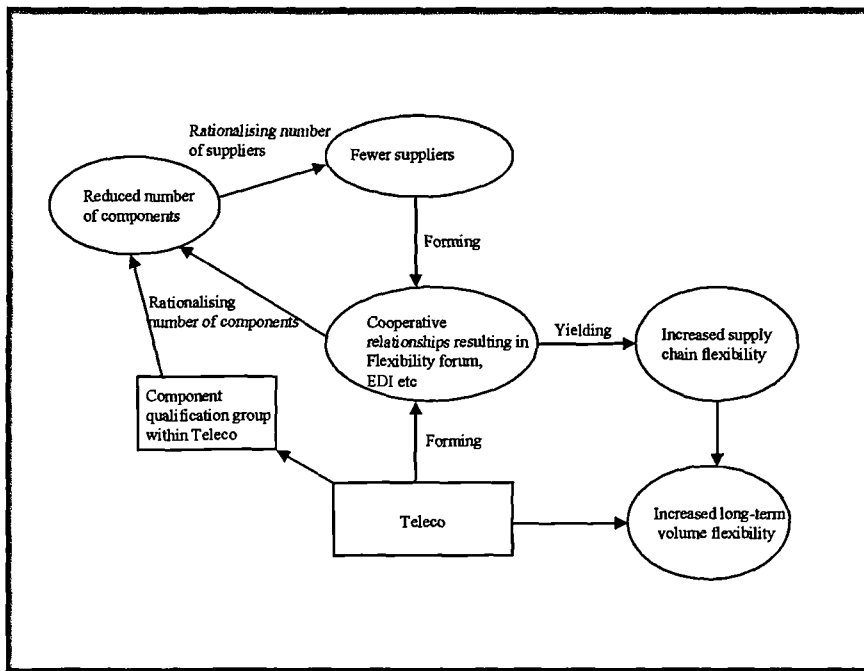 Rationalising number
of suppliers
Fewer suppliers
Reduced number
of components
Forming
Rationalising
number of components
Cooperative
relationships resulting in
Flexibility forum,
EDI etc
Yielding
Increased supply
chain flexibility
Component
qualification group
within Teleco
Forming
Teleco
Increased long-term
volume flexibility